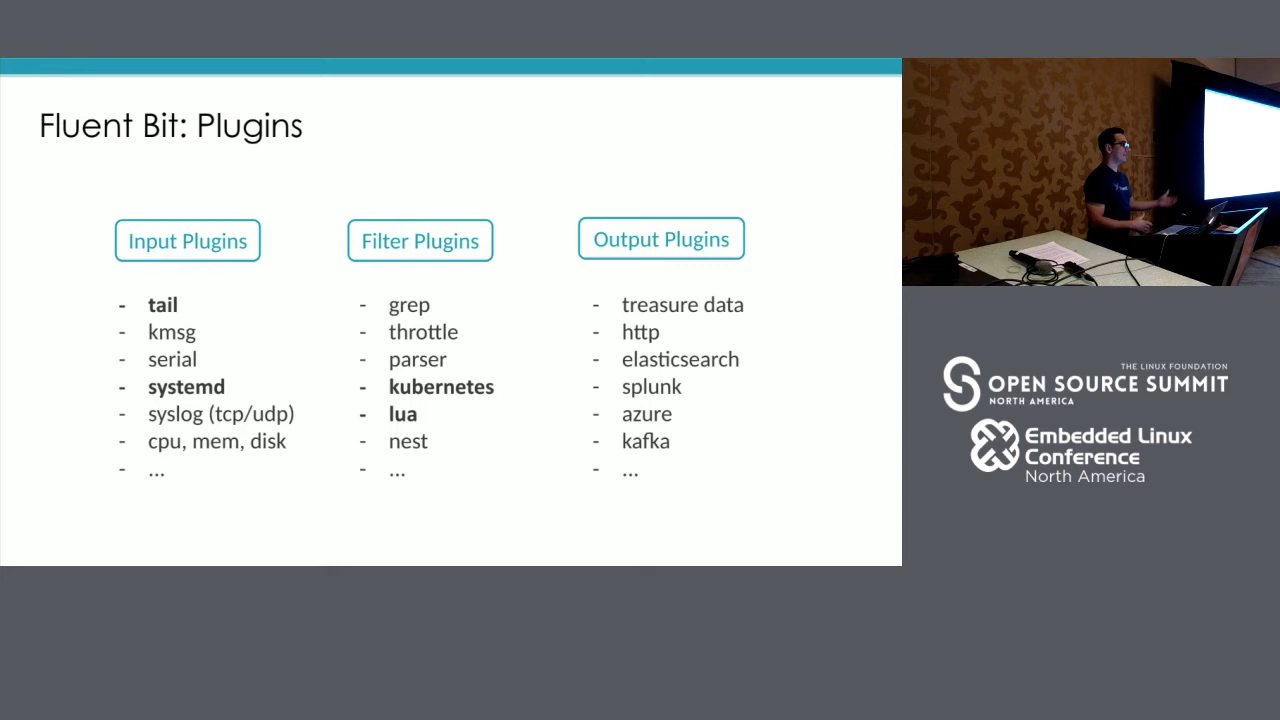 Fluent Bit: Plugins
Input Plugins
- tail
- kmsg
- serial
- systemd
- syslog (tcp/udp)
- cpu, mem, disk
- ...
Filter Plugins
- grep
- throttle
- parser
- kubernetes
- lua
- nest
- ...
Output Plugins
- treasure data
- http
- elasticsearch
- splunk
- azure
- kafka
- ...
THE LINUX FOUNDATION
OPEN SOURCE SUMMIT
NORTH AMERICA
Embedded Linux
Conference
North America